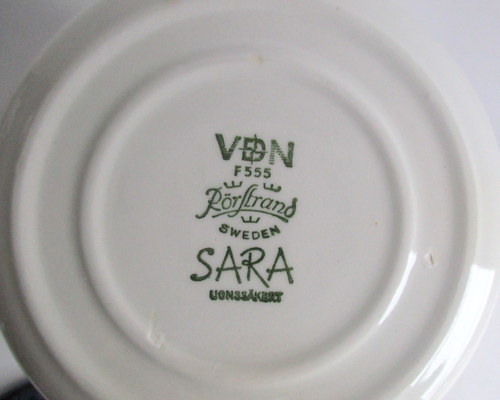 VDN
F555
Rörstrand
SWEDEN
SARA
UGNSSÄKERT